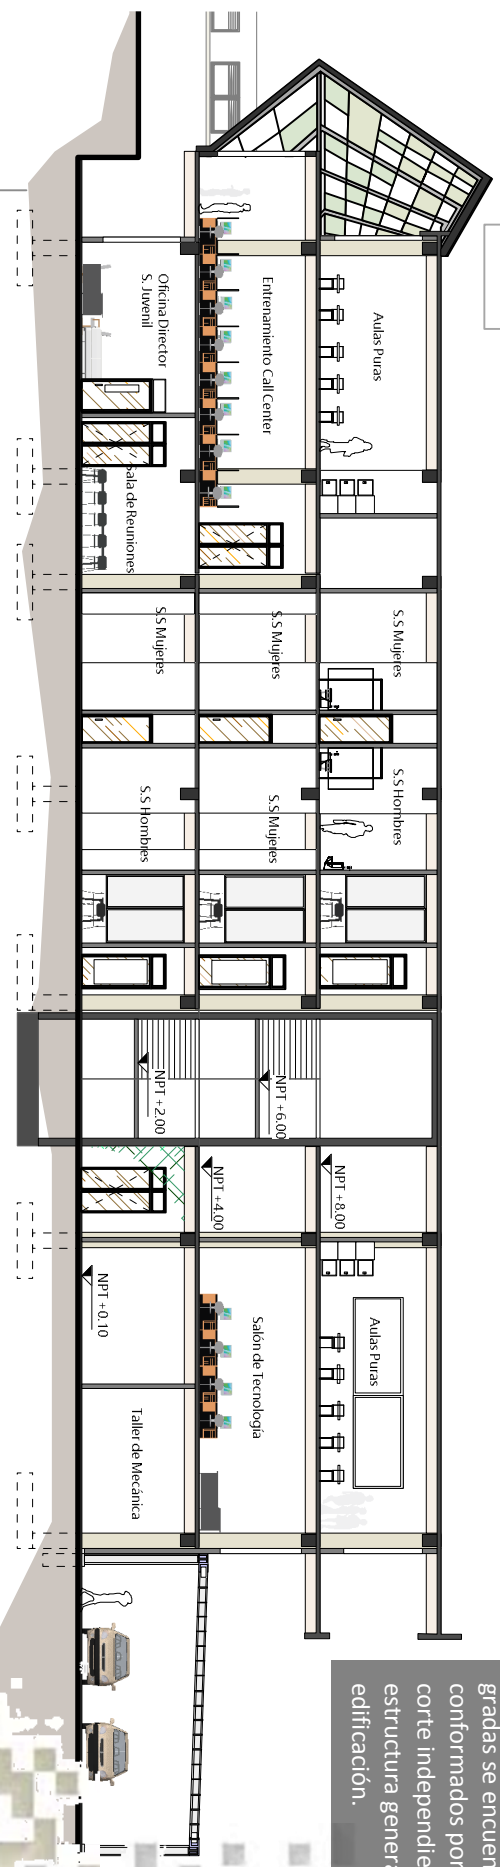 Aulas Puras
S.S Mujeres
S.S Hombres
NPT +8.00
Aulas Puras
Entrenamiento Call Center
S.S Mujeres
S.S Mujeres
NPT +6.00
NPT +4.00
Salón de Tecnología
Oficina Director
S. Juvenil
Sala de Reuniones
S.S Mujeres
S.S Hombres
NPT +2.00
NPT +0.10
Taller de Mecánica
gradas se
conformados por
corte
estructura
edificación.